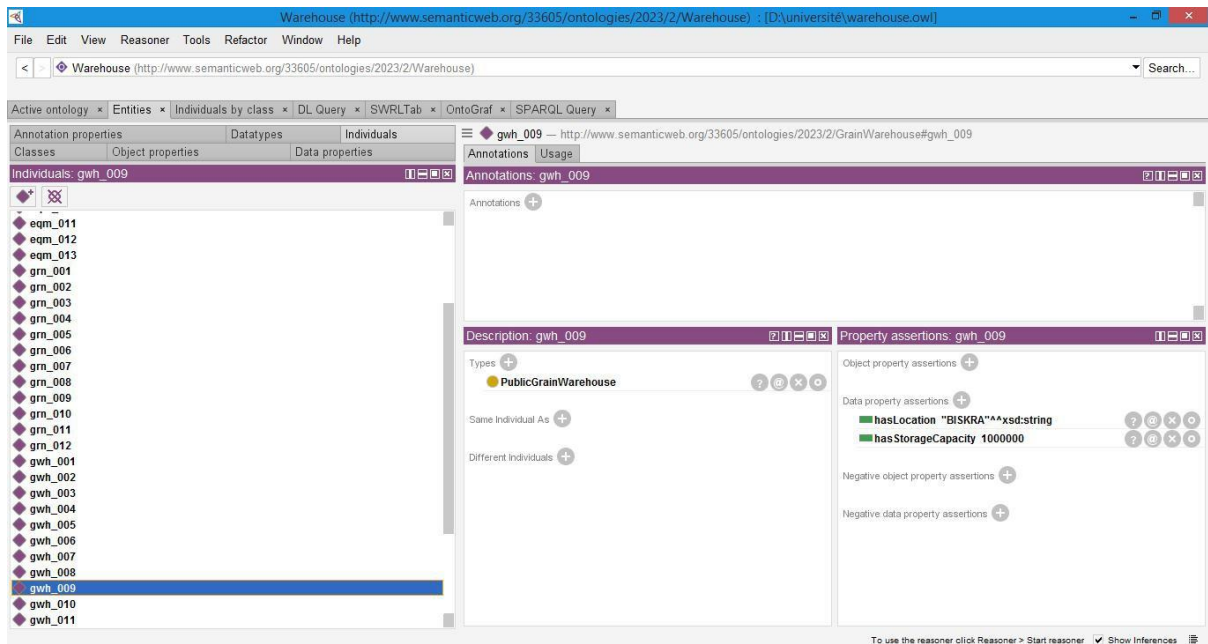 Warehouse (http://www.semanticweb.org/33605/ontologies/2023/2/Warehouse) : [D:\université\warehouse.owl]
File Edit View Reasoner Tools Refactor Window Help
< > Warehouse (http://www.semanticweb.org/33605/ontologies/2023/2/Warehouse) Search...
Active ontology × Entities × Individuals by class × DL Query × SWRLTab × OntoGraf × SPARQL Query ×
Annotation properties Datatypes Individuals
Classes Object properties Data properties
Individuals: gwh_009
eqm_011
eqm_012
eqm_013
grn_001
grn_002
grn_003
grn_004
grn_005
grn_006
grn_007
grn_008
grn_009
grn_010
grn_011
grn_012
gwh_001
gwh_002
gwh_003
gwh_004
gwh_005
gwh_006
gwh_007
gwh_008
gwh_009
gwh_010
gwh_011
gwh_009 — http://www.semanticweb.org/33605/ontologies/2023/2/GrainWarehouse#gwh_009
Annotations Usage
Annotations: gwh_009
Annotations
Description: gwh_009
Types
PublicGrainWarehouse
Same Individual As
Different Individuals
Property assertions: gwh_009
Object property assertions
Data property assertions
hasLocation "BISKRA"^^xsd:string
hasStorageCapacity 1000000
Negative object property assertions
Negative data property assertions
To use the reasoner click Reasoner > Start reasoner Show Inferences